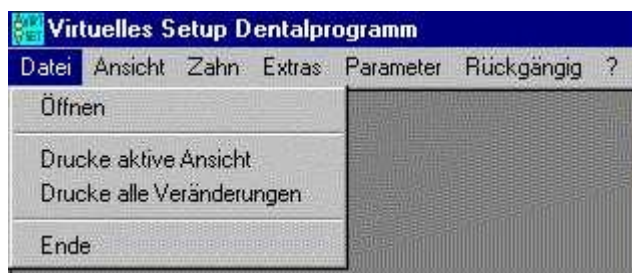 Virtuelles Setup Dentalprogramm
Datei Ansicht Zahn Extras Parameter Rückgängig ?
Öffnen
Drucke aktive Ansicht
Drucke alle Veränderungen
Ende